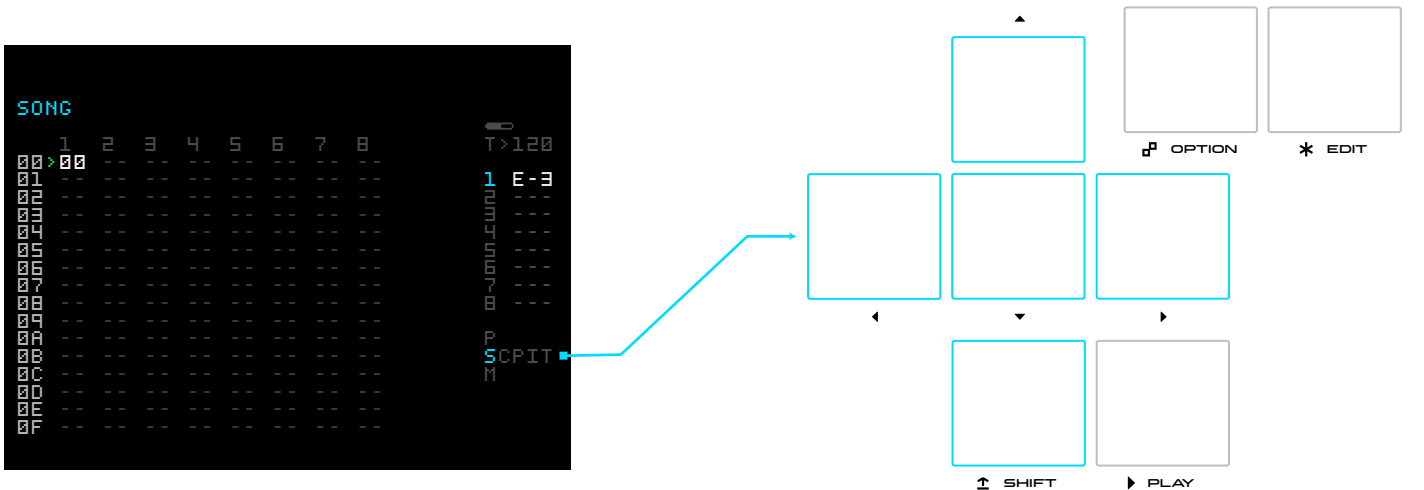 SONG
1 2 3 4 5 6 7 8
T>120
00>00 -- -- -- -- -- -- --
01 -- -- -- -- -- -- -- --
1 E-3
02 -- -- -- -- -- -- -- --
2 ---
03 -- -- -- -- -- -- -- --
3 ---
04 -- -- -- -- -- -- -- --
4 ---
05 -- -- -- -- -- -- -- --
5 ---
06 -- -- -- -- -- -- -- --
6 ---
07 -- -- -- -- -- -- -- --
7 ---
08 -- -- -- -- -- -- -- --
8 ---
09 -- -- -- -- -- -- -- --
0A -- -- -- -- -- -- -- --
P
0B -- -- -- -- -- -- -- --
SCPIT
0C -- -- -- -- -- -- -- --
M
0D -- -- -- -- -- -- -- --
0E -- -- -- -- -- -- -- --
0F -- -- -- -- -- -- -- --
OPTION
EDIT
SHIFT
PLAY